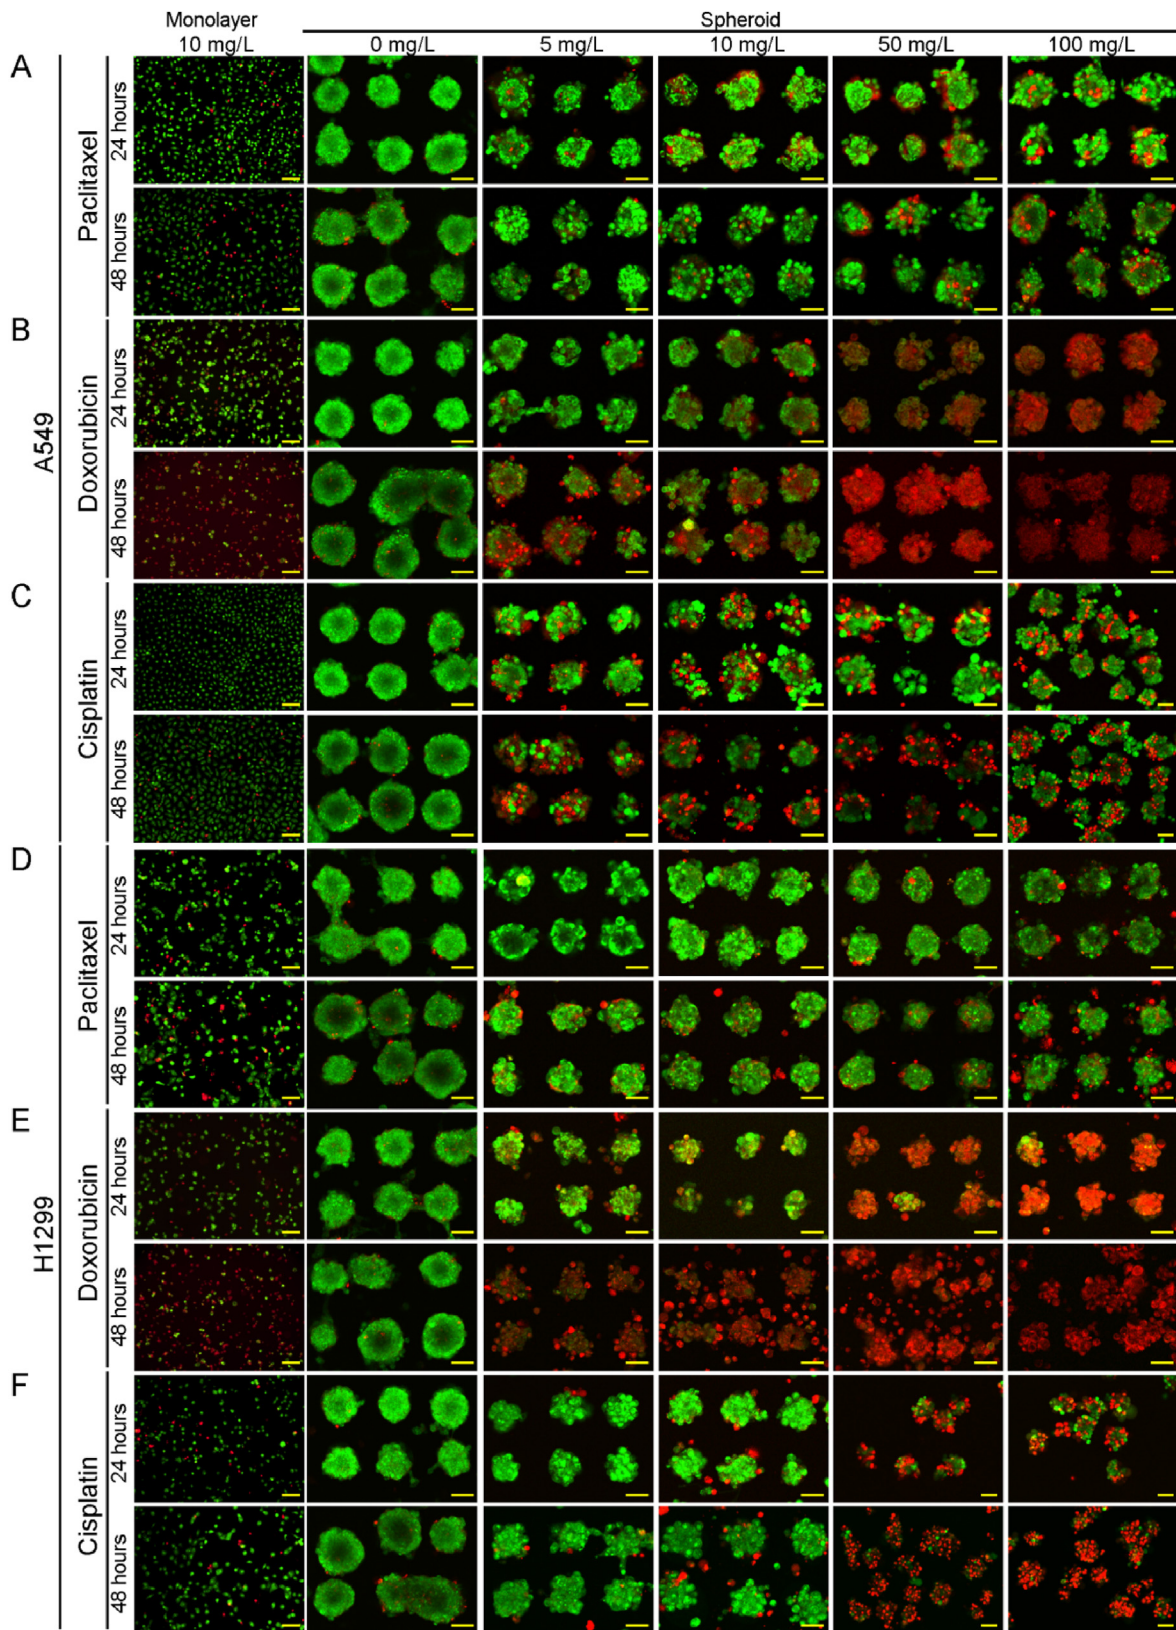 Monolayer
Spheroid
10 mg/L
0 mg/L
5 mg/L
10 mg/L
50 mg/L
100 mg/L
A
A549
Paclitaxel
24 hours
48 hours
B
Doxorubicin
24 hours
48 hours
C
Cisplatin
24 hours
48 hours
D
H1299
Paclitaxel
24 hours
48 hours
E
Doxorubicin
24 hours
48 hours
F
Cisplatin
24 hours
48 hours